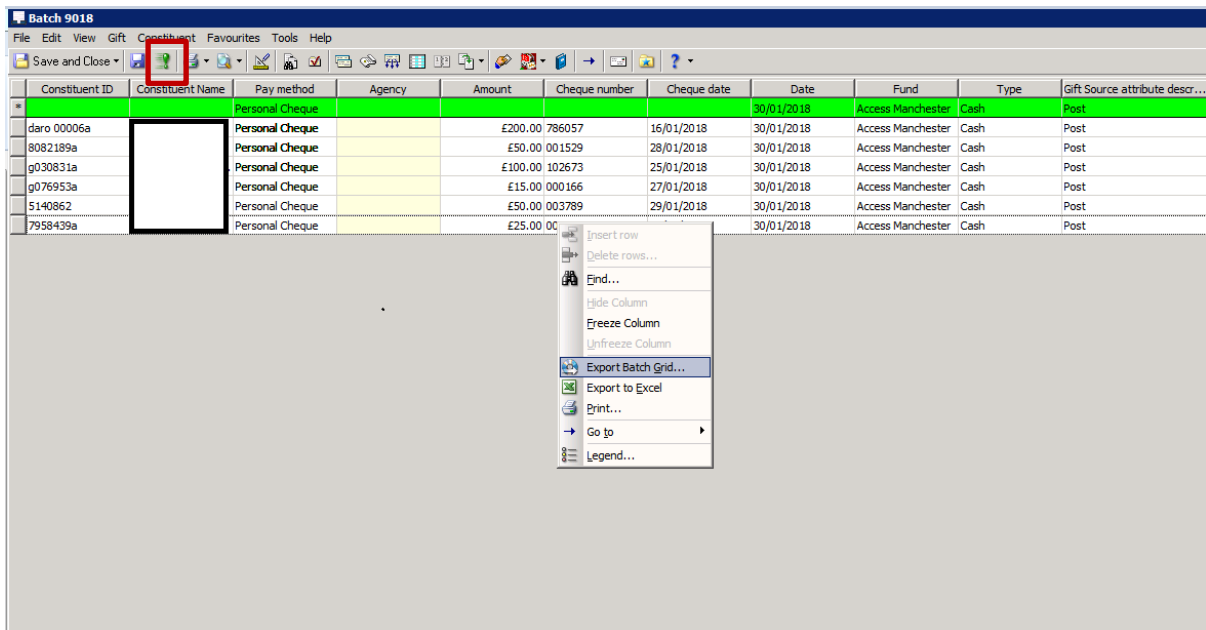 Batch 9018
File Edit View Gift Constituent Favourites Tools Help
Save and Close
Constituent ID Constituent Name Pay method Agency Amount Cheque number Cheque date Date Fund Type Gift Source attribute descr...
* Personal Cheque 30/01/2018 Access Manchester Cash Post
daro 00006a Personal Cheque £200.00 786057 16/01/2018 30/01/2018 Access Manchester Cash Post
8082189a Personal Cheque £50.00 001529 28/01/2018 30/01/2018 Access Manchester Cash Post
g030831a Personal Cheque £100.00 102673 25/01/2018 30/01/2018 Access Manchester Cash Post
g076953a Personal Cheque £15.00 000166 27/01/2018 30/01/2018 Access Manchester Cash Post
5140862 Personal Cheque £50.00 003789 29/01/2018 30/01/2018 Access Manchester Cash Post
7958439a Personal Cheque £25.00 30/01/2018 Access Manchester Cash Post
Insert row
Delete rows...
Find...
Hide Column
Freeze Column
Unfreeze Column
Export Batch Grid...
Export to Excel
Print...
Go to
Legend...